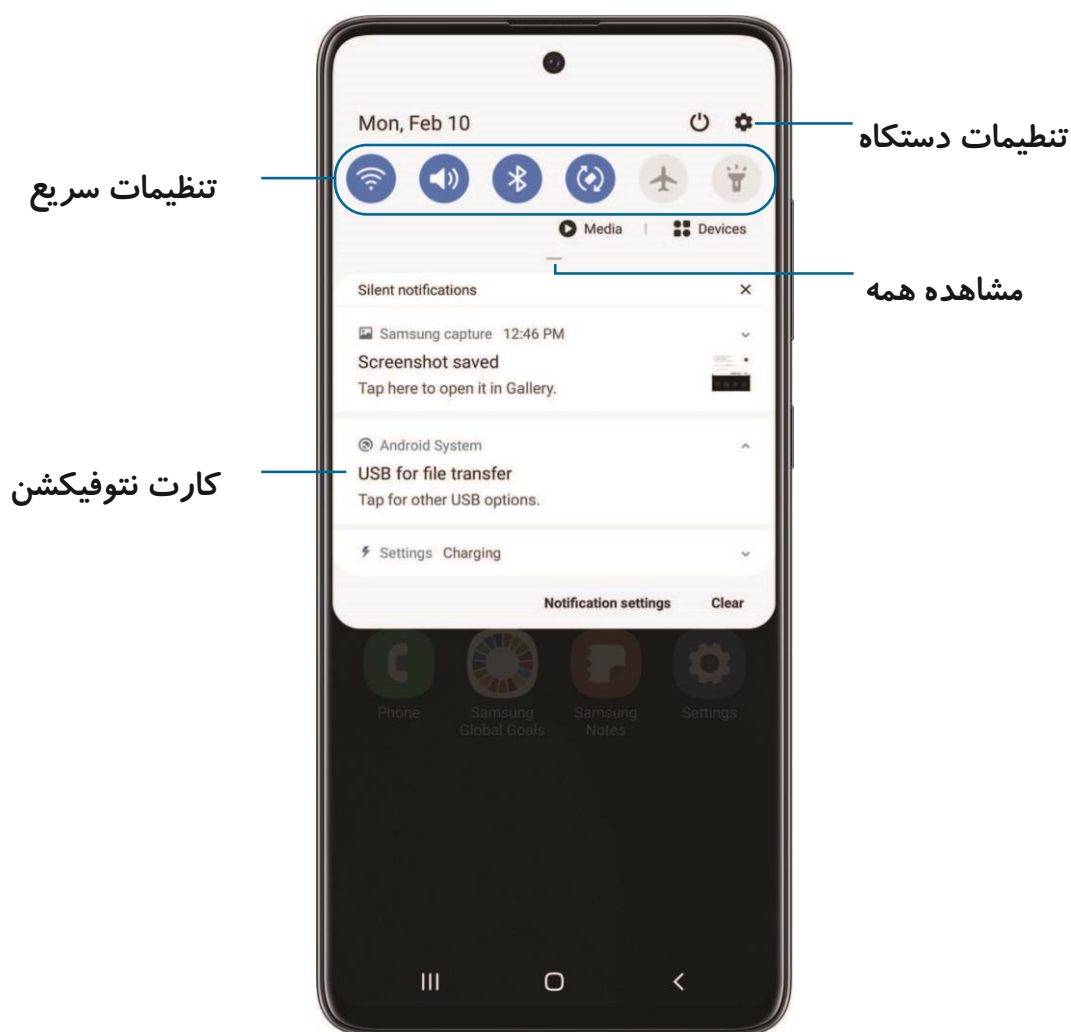 Mon, Feb 10
تنطیمات دستکاه
تنظیمات سریع
Media | Devices
مشاهده همه
Silent notifications
Samsung capture 12:46 PM
Screenshot saved
Tap here to open it in Gallery.
Android System
USB for file transfer
کارت نتوفیکشن
Tap for other USB options.
Settings Charging
Notification settings Clear
Phone Samsung Samsung Settings
Global Goals Notes